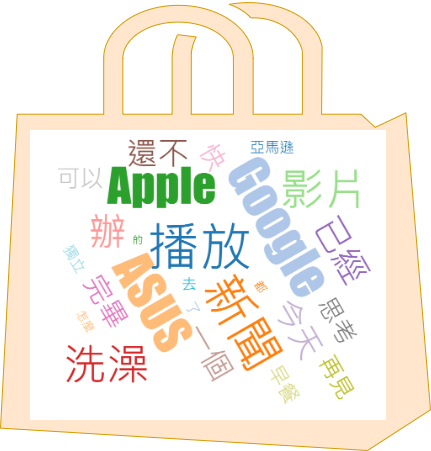 還不
快
亞馬遜
可以
Apple
Google
影片
辦
的
播放
已經
獨立
ASUS
去
都
完畢
新聞
了
今天
思考
怎麼
一個
洗澡
早餐
再見